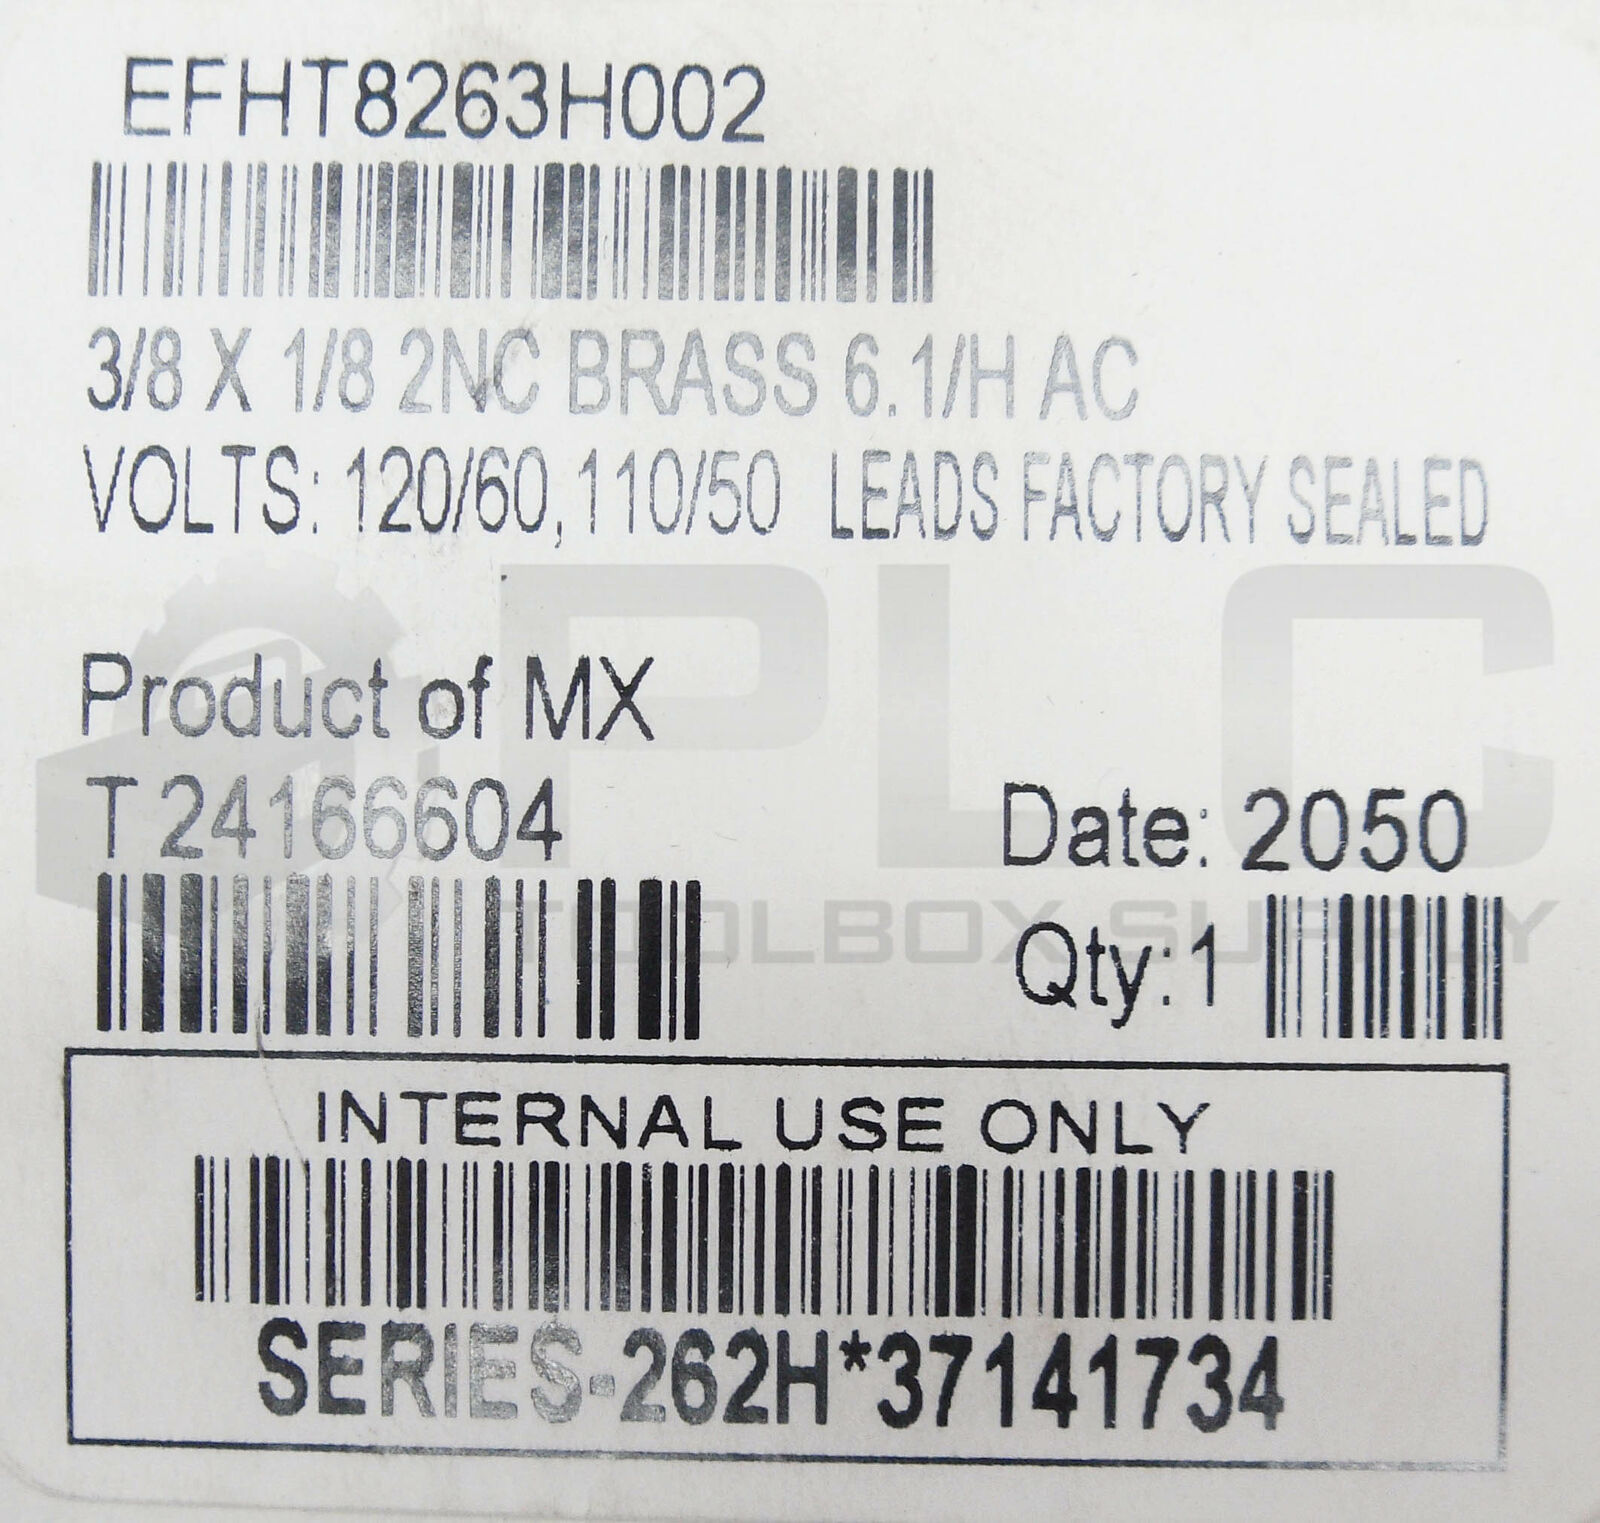 EFHT8263H002
3/8 X 1/8 2NC BRASS 6.1/H AC
VOLTS: 120/60,110/50 LEADS FACTORY SEALED
PLC
TOOLBOX SUPPLY
Product of MX
T 24166604
Date: 2050
Qty:1
INTERNAL USE ONLY
SERIES-262H*37141734